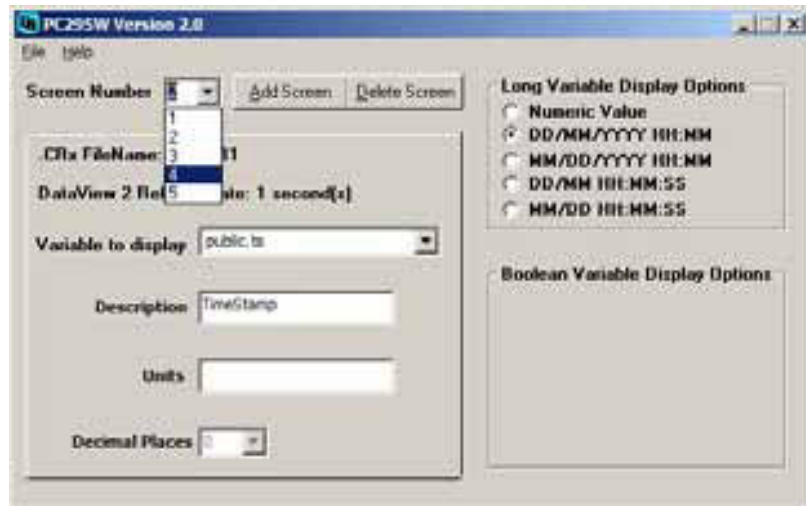 PC295W Version 2.0
File Help
Screen Number
Add Screen
Delete Screen
1
2
3
4
5
.CRx FileName:
DataView 2
1 second(s)
Variable to display
public.ts
Description
TimeStamp
Units
Decimal Places
Long Variable Display Options
Numeric Value
DD/MM/YYYY HH:MM
MM/DD/YYYY HH:MM
DD/MM HH:MM:SS
MM/DD HH:MM:SS
Boolean Variable Display Options